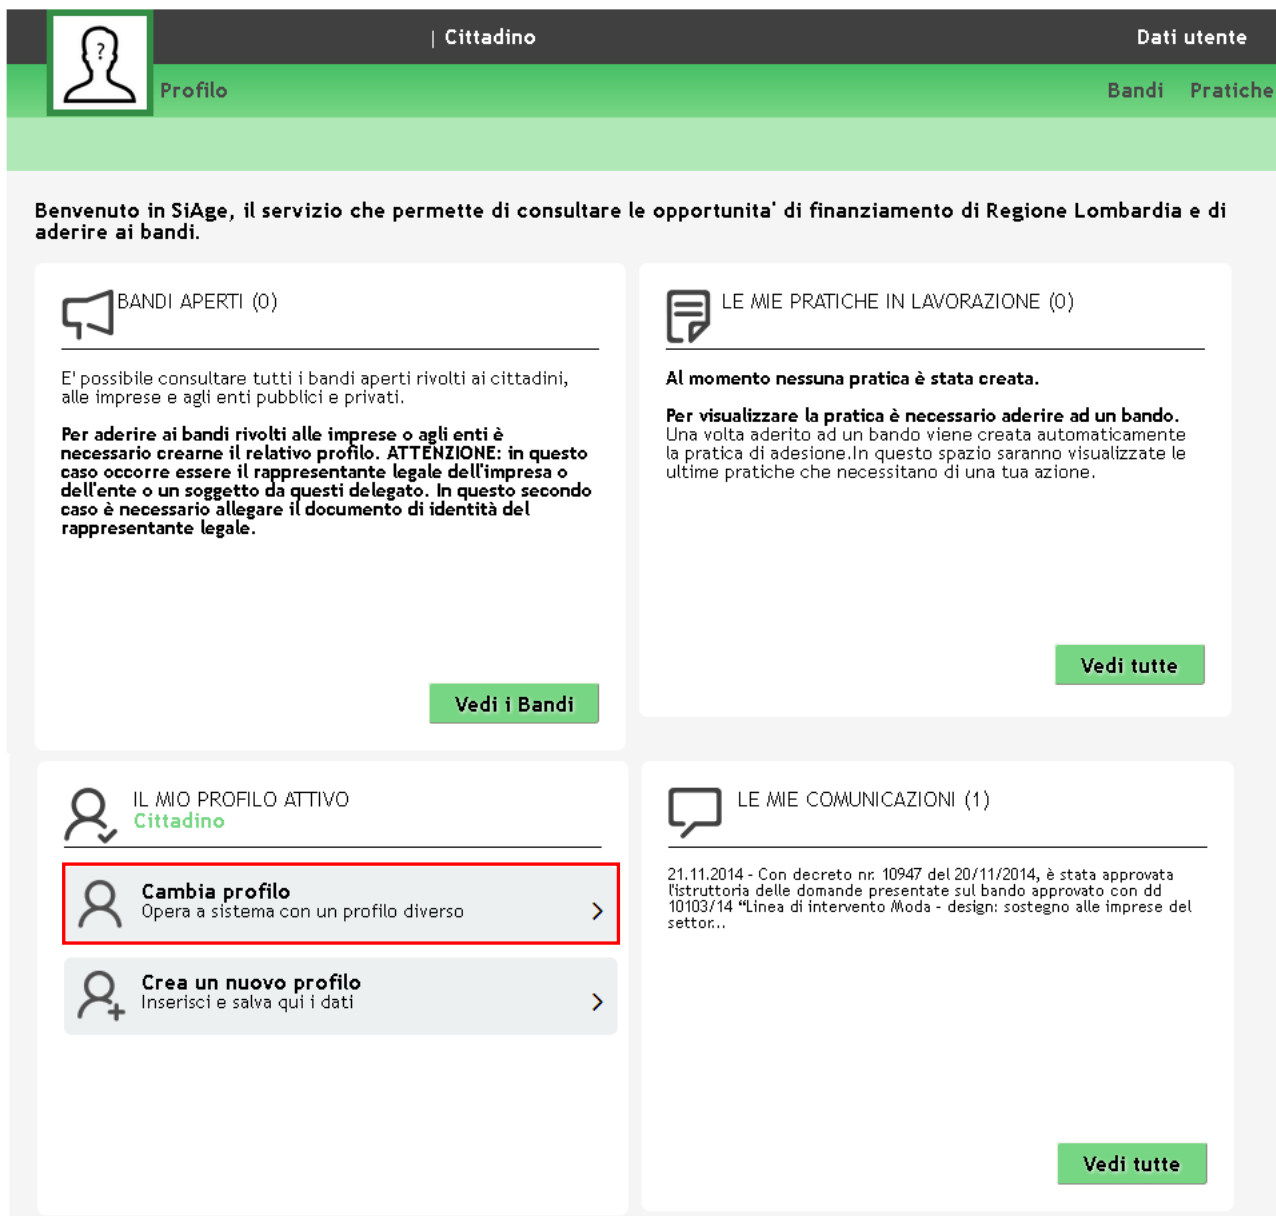 | Cittadino
Dati utente
Profilo
Bandi
Pratiche
Benvenuto in SiAge, il servizio che permette di consultare le opportunita' di finanziamento di Regione Lombardia e di
aderire ai bandi.
BANDI APERTI (0)
E' possibile consultare tutti i bandi aperti rivolti ai cittadini,
alle imprese e agli enti pubblici e privati.
Per aderire ai bandi rivolti alle imprese o agli enti è
necessario crearne il relativo profilo. ATTENZIONE: in questo
caso occorre essere il rappresentante legale dell'impresa o
dell'ente o un soggetto da questi delegato. In questo secondo
caso è necessario allegare il documento di identità del
rappresentante legale.
Vedi i Bandi
LE MIE PRATICHE IN LAVORAZIONE (0)
Al momento nessuna pratica è stata creata.
Per visualizzare la pratica è necessario aderire ad un bando.
Una volta aderito ad un bando viene creata automaticamente
la pratica di adesione.In questo spazio saranno visualizzate le
ultime pratiche che necessitano di una tua azione.
Vedi tutte
IL MIO PROFILO ATTIVO
Cittadino
Cambia profilo
Opera a sistema con un profilo diverso
Crea un nuovo profilo
Inserisci e salva qui i dati
LE MIE COMUNICAZIONI (1)
21.11.2014 - Con decreto nr. 10947 del 20/11/2014, è stata approvata
l'istruttoria delle domande presentate sul bando approvato con dd
10103/14 “Linea di intervento Moda - design: sostegno alle imprese del
settor...
Vedi tutte